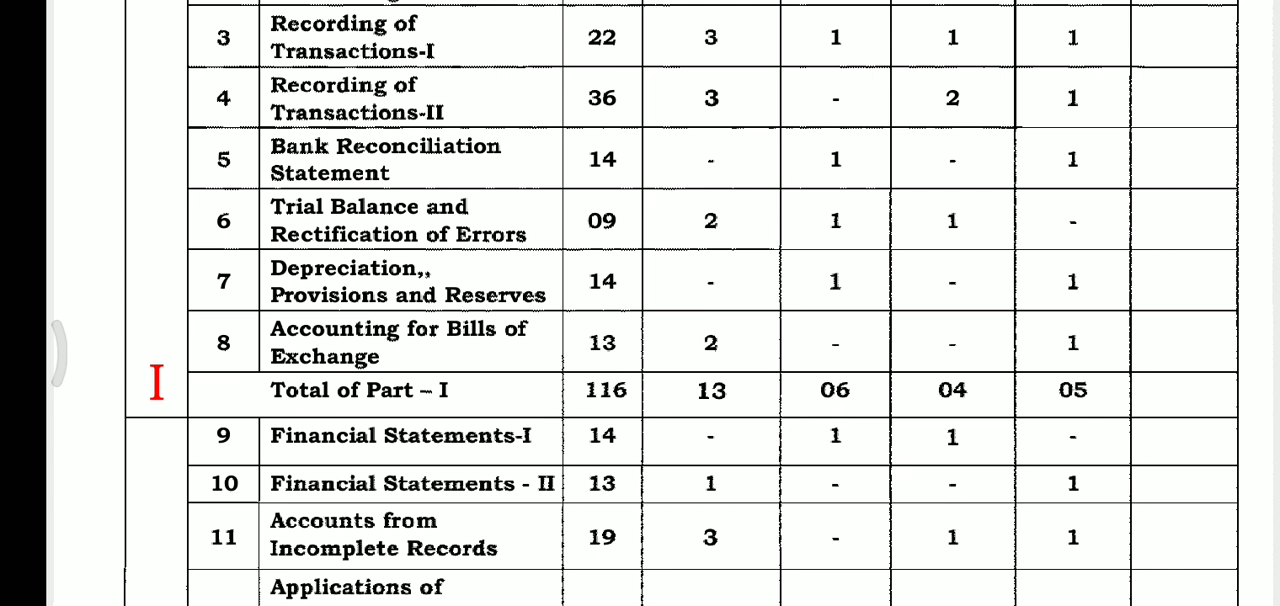 3 Recording of Transactions-I 22 3 1 1 1
4 Recording of Transactions-II 36 3 - 2 1
5 Bank Reconciliation Statement 14 - 1 - 1
6 Trial Balance and Rectification of Errors 09 2 1 1 -
7 Depreciation,, Provisions and Reserves 14 - 1 - 1
8 Accounting for Bills of Exchange 13 2 - - 1
I
Total of Part – I 116 13 06 04 05
9 Financial Statements-I 14 - 1 1 -
10 Financial Statements - II 13 1 - - 1
11 Accounts from Incomplete Records 19 3 - 1 1
Applications of